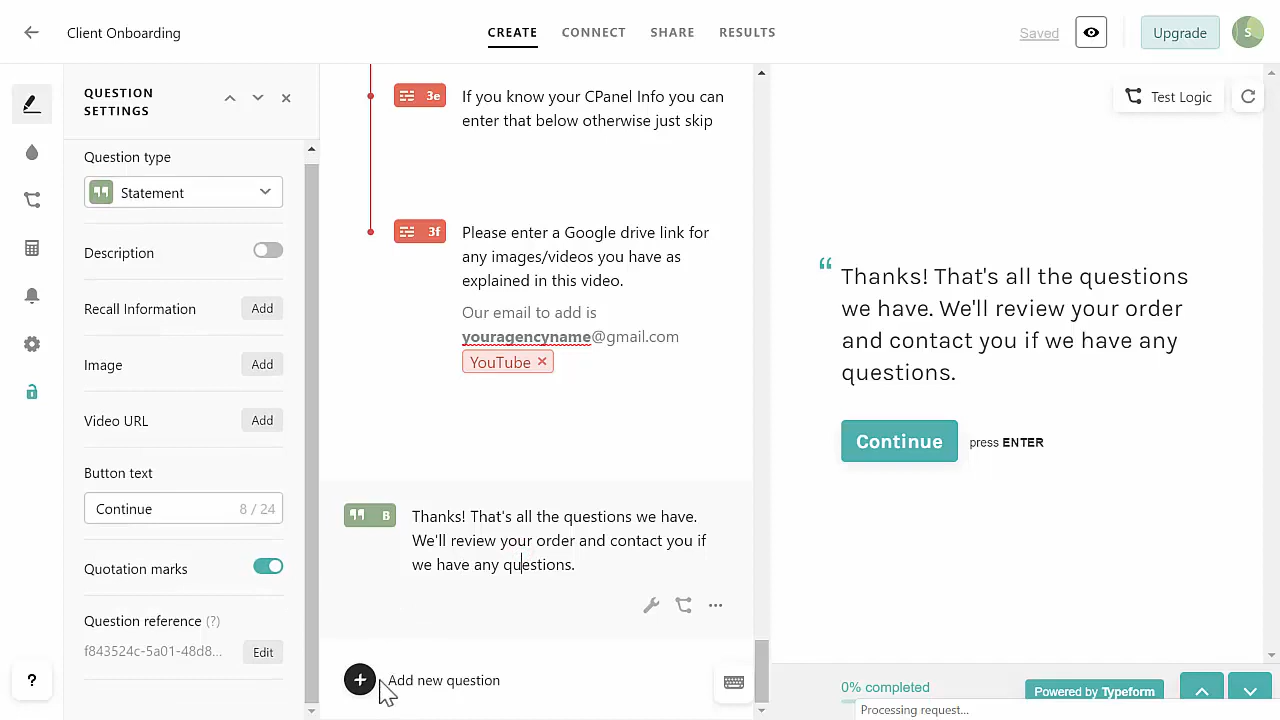 Client Onboarding
CREATE
CONNECT
SHARE
RESULTS
Saved
Upgrade
S
QUESTION
SETTINGS
Question type
Statement
Description
Recall Information
Add
Image
Add
Video URL
Add
Button text
Continue
8 / 24
Quotation marks
Question reference (?)
f843524c-5a01-48d8...
Edit
?
3e
If you know your CPanel Info you can
enter that below otherwise just skip
3f
Please enter a Google drive link for
any images/videos you have as
explained in this video.
Our email to add is
youragencyname@gmail.com
YouTube
B
Thanks! That's all the questions we have.
We'll review your order and contact you if
we have any questions.
Add new question
Test Logic
Thanks! That's all the questions
we have. We'll review your order
and contact you if we have any
questions.
Continue
press ENTER
0% completed
Powered by Typeform
Processing request...